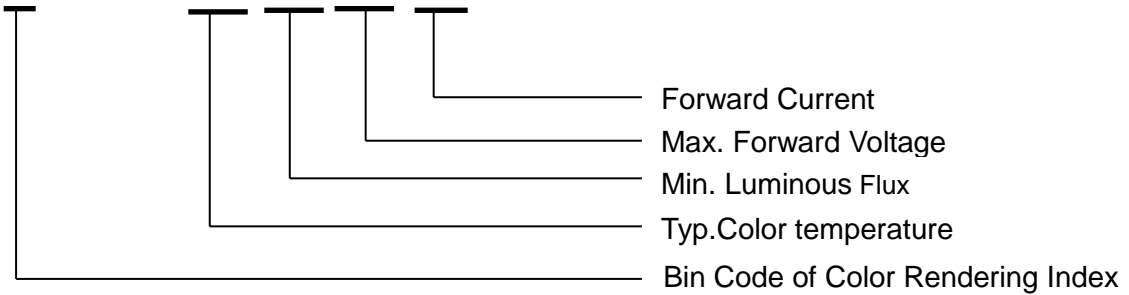 Forward Current
Max. Forward Voltage
Min. Luminous Flux
Typ.Color temperature
Bin Code of Color Rendering Index